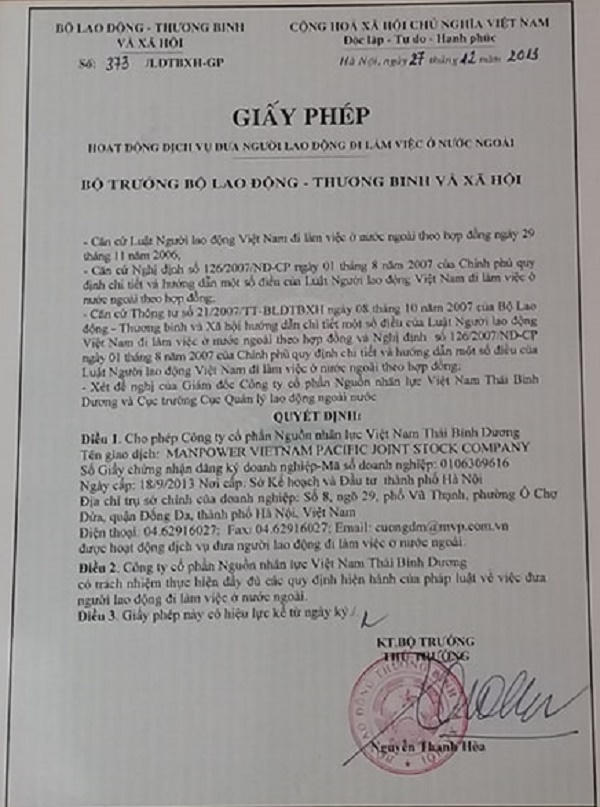 BỘ LAO ĐỘNG - THƯƠNG BINH
VÀ XÃ HỘI
Số: 373 /LDTBXH-GP
CỘNG HOÀ XÃ HỘI CHỦ NGHĨA VIỆT NAM
Độc lập - Tự do - Hạnh phúc
Hà Nội, ngày 27 tháng 12 năm 2013
GIẤY PHÉP
HOẠT ĐỘNG DỊCH VỤ ĐƯA NGƯỜI LAO ĐỘNG ĐI LÀM VIỆC Ở NƯỚC NGOÀI
BỘ TRƯỞNG BỘ LAO ĐỘNG - THƯƠNG BINH VÀ XÃ HỘI
- Căn cứ Luật Người lao động Việt Nam đi làm việc ở nước ngoài theo hợp đồng ngày 29
tháng 11 năm 2006;
- Căn cứ Nghị định số 126/2007/NĐ-CP ngày 01 tháng 8 năm 2007 của Chính phủ quy
định chi tiết và hướng dẫn một số điều của Luật Người lao động Việt Nam đi làm việc ở
nước ngoài theo hợp đồng;
- Căn cứ Thông tư số 21/2007/TT-BLĐTBXH ngày 08 tháng 10 năm 2007 của Bộ Lao
động - Thương binh và Xã hội hướng dẫn chi tiết một số điều của Luật Người lao động
Việt Nam đi làm việc ở nước ngoài theo hợp đồng và Nghị định số 126/2007/NĐ-CP
ngày 01 tháng 8 năm 2007 của Chính phủ quy định chi tiết và hướng dẫn một số điều của
Luật Người lao động Việt Nam đi làm việc ở nước ngoài theo hợp đồng;
- Xét đề nghị của Giám đốc Công ty cổ phần Nguồn nhân lực Việt Nam Thái Bình
Dương và Cục trưởng Cục Quản lý lao động ngoài nước
QUYẾT ĐỊNH:
Điều 1. Cho phép Công ty cổ phần Nguồn nhân lực Việt Nam Thái Bình Dương
Tên giao dịch: MANPOWER VIETNAM PACIFIC JOINT STOCK COMPANY
Số Giấy chứng nhận đăng ký doanh nghiệp-Mã số doanh nghiệp: 0106309616
Ngày cấp: 18/9/2013 Nơi cấp: Sở Kế hoạch và Đầu tư thành phố Hà Nội
Địa chỉ trụ sở chính của doanh nghiệp: Số 8, ngõ 29, phố Vũ Thạnh, phường Ô Chợ
Dừa, quận Đống Đa, thành phố Hà Nội, Việt Nam
Điện thoại: 04.62916027; Fax: 04.62916027; Email: cuongdm@mvp.com.vn
được hoạt động dịch vụ đưa người lao động đi làm việc ở nước ngoài.
Điều 2. Công ty cổ phần Nguồn nhân lực Việt Nam Thái Bình Dương
có trách nhiệm thực hiện đầy đủ các quy định hiện hành của pháp luật về việc đưa
người lao động đi làm việc ở nước ngoài.
Điều 3. Giấy phép này có hiệu lực kể từ ngày ký./.
KT.BỘ TRƯỞNG
THỨ TRƯỞNG
Nguyễn Thanh Hòa